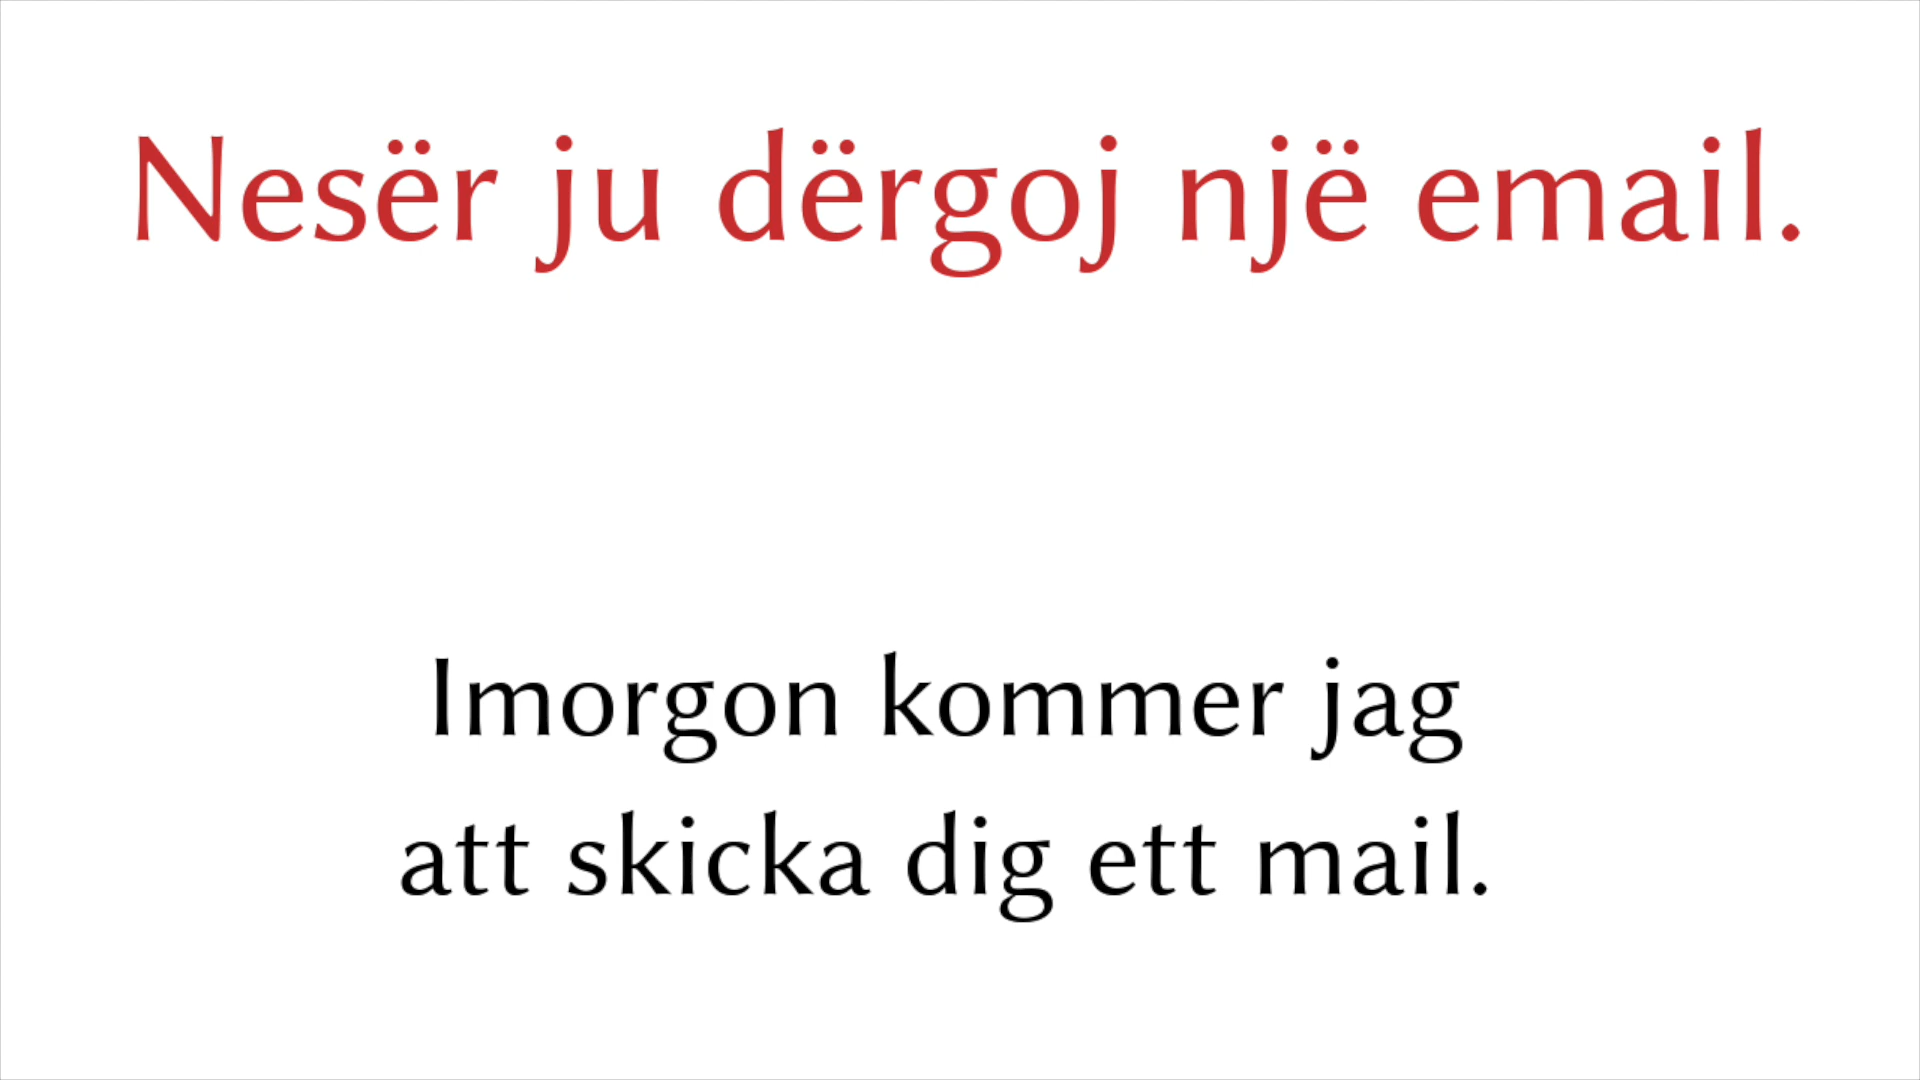 Nesër ju dërgoj një email.
Imorgon kommer jag
att skicka dig ett mail.